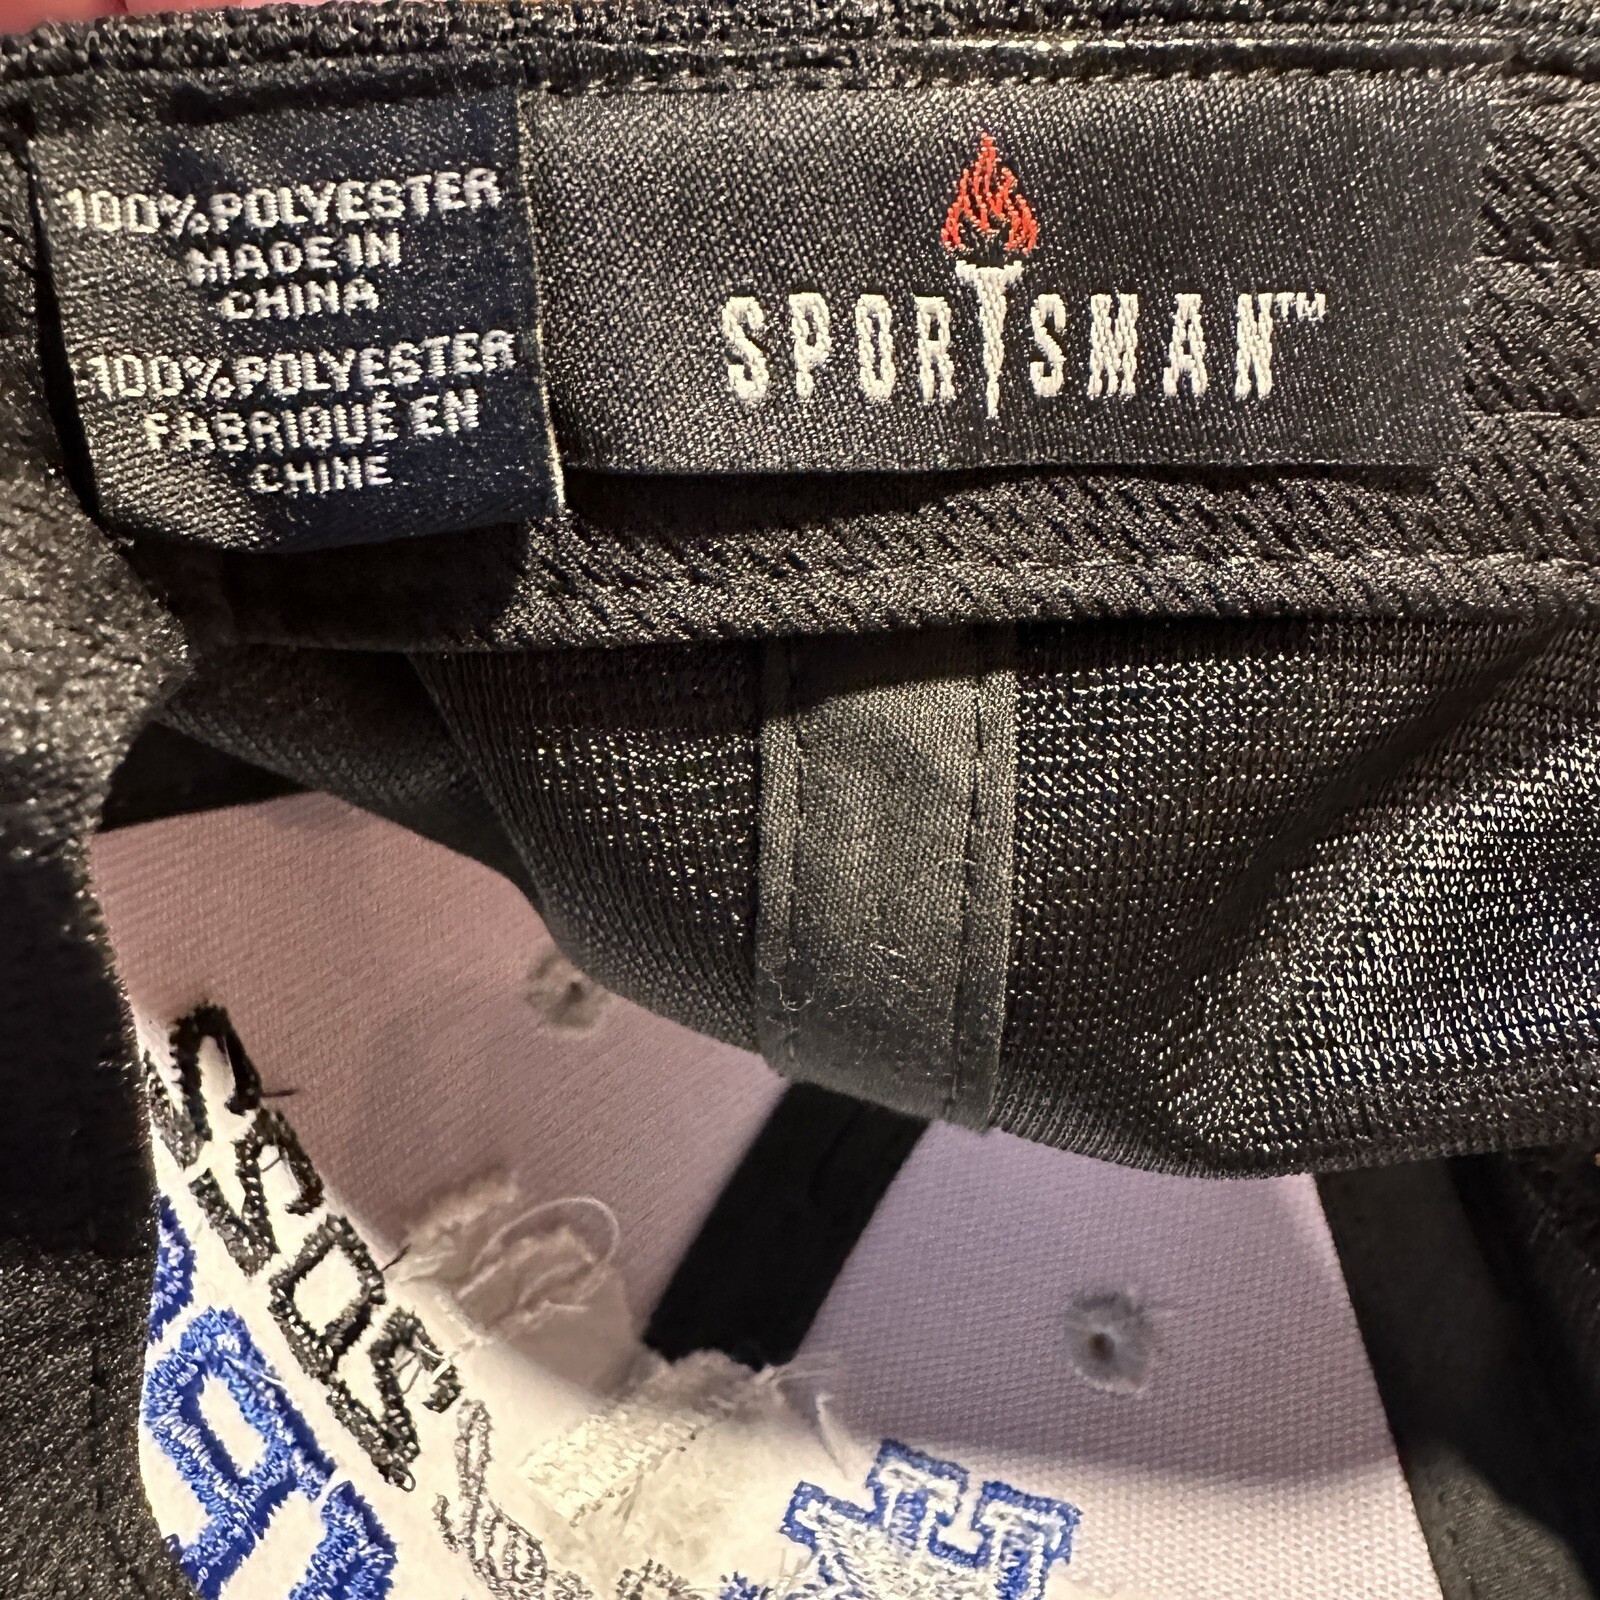 100% POLYESTER
MADE IN
CHINA
100% POLYESTER
FABRIQUÉ EN
CHINE
SPORTSMAN™